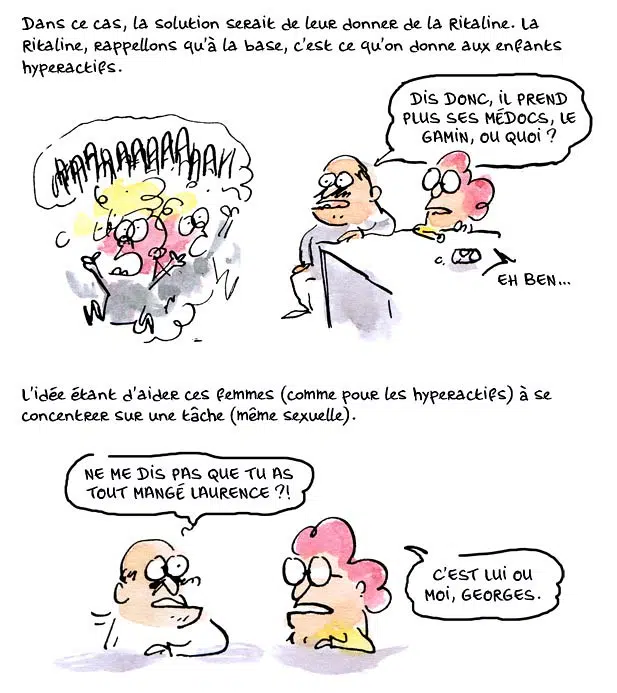 Dans ce cas, la solution serait de leur donner de la Ritaline. La
Ritaline, rappellons qu'à la base, c'est ce qu'on donne aux enfants
hyperactifs.
AAAAAAAAAAAH
DIS DONC, IL PREND
PLUS SES MÉDOCS, LE
GAMIN, OU QUOI ?
EH BEN...
L'idée étant d'aider ces femmes (comme pour les hyperactifs) à se
concentrer sur une tâche (même sexuelle).
NE ME DIS PAS QUE TU AS
TOUT MANGÉ LAURENCE ?!
C'EST LUI OU
MOI, GEORGES.